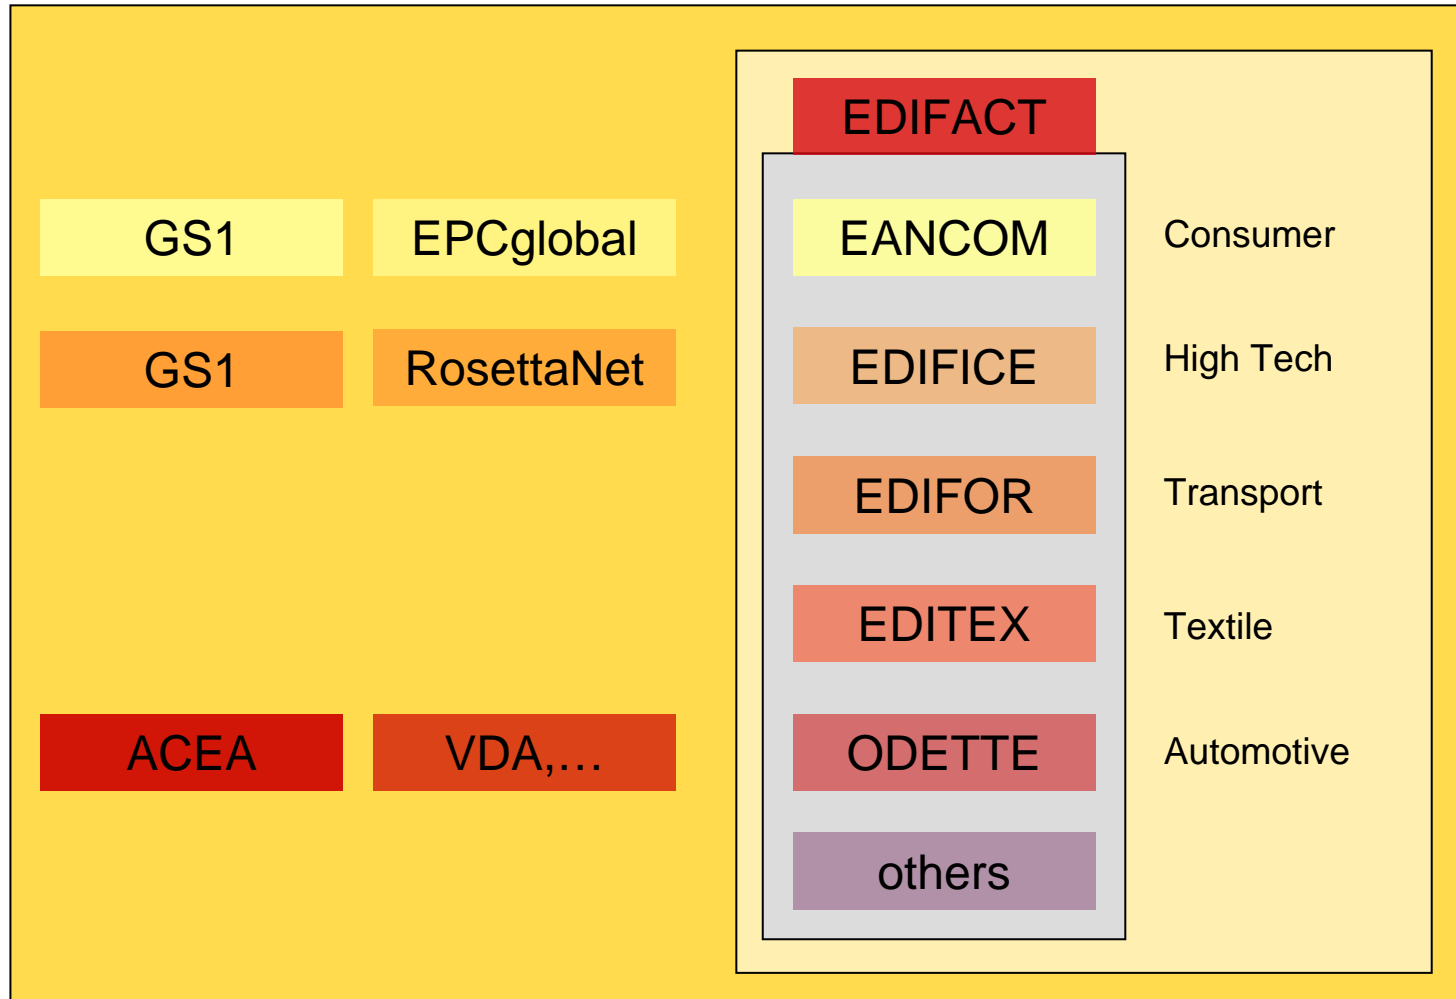 EDIFACT
GS1 EPCglobal EANCOM Consumer
GS1 RosettaNet EDIFICE High Tech
EDIFOR Transport
EDITEX Textile
ACEA VDA,… ODETTE Automotive
others